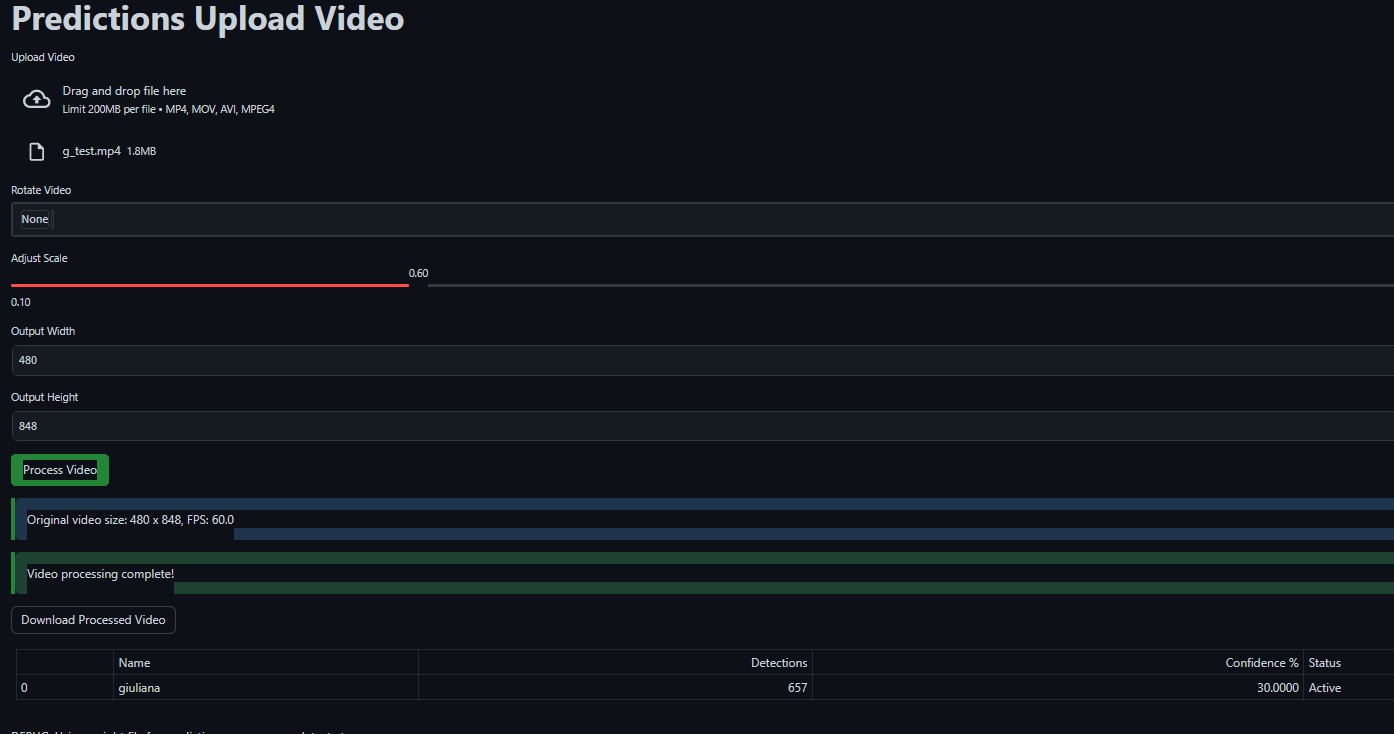 Predictions Upload Video
Upload Video
Drag and drop file here
Limit 200MB per file • MP4, MOV, AVI, MPEG4
g_test.mp4 1.8MB
Rotate Video
None
Adjust Scale
0.60
0.10
Output Width
480
Output Height
848
Process Video
Original video size: 480 x 848, FPS: 60.0
Video processing complete!
Download Processed Video
Name Detections Confidence % Status
0 giuliana 657 30.0000 Active